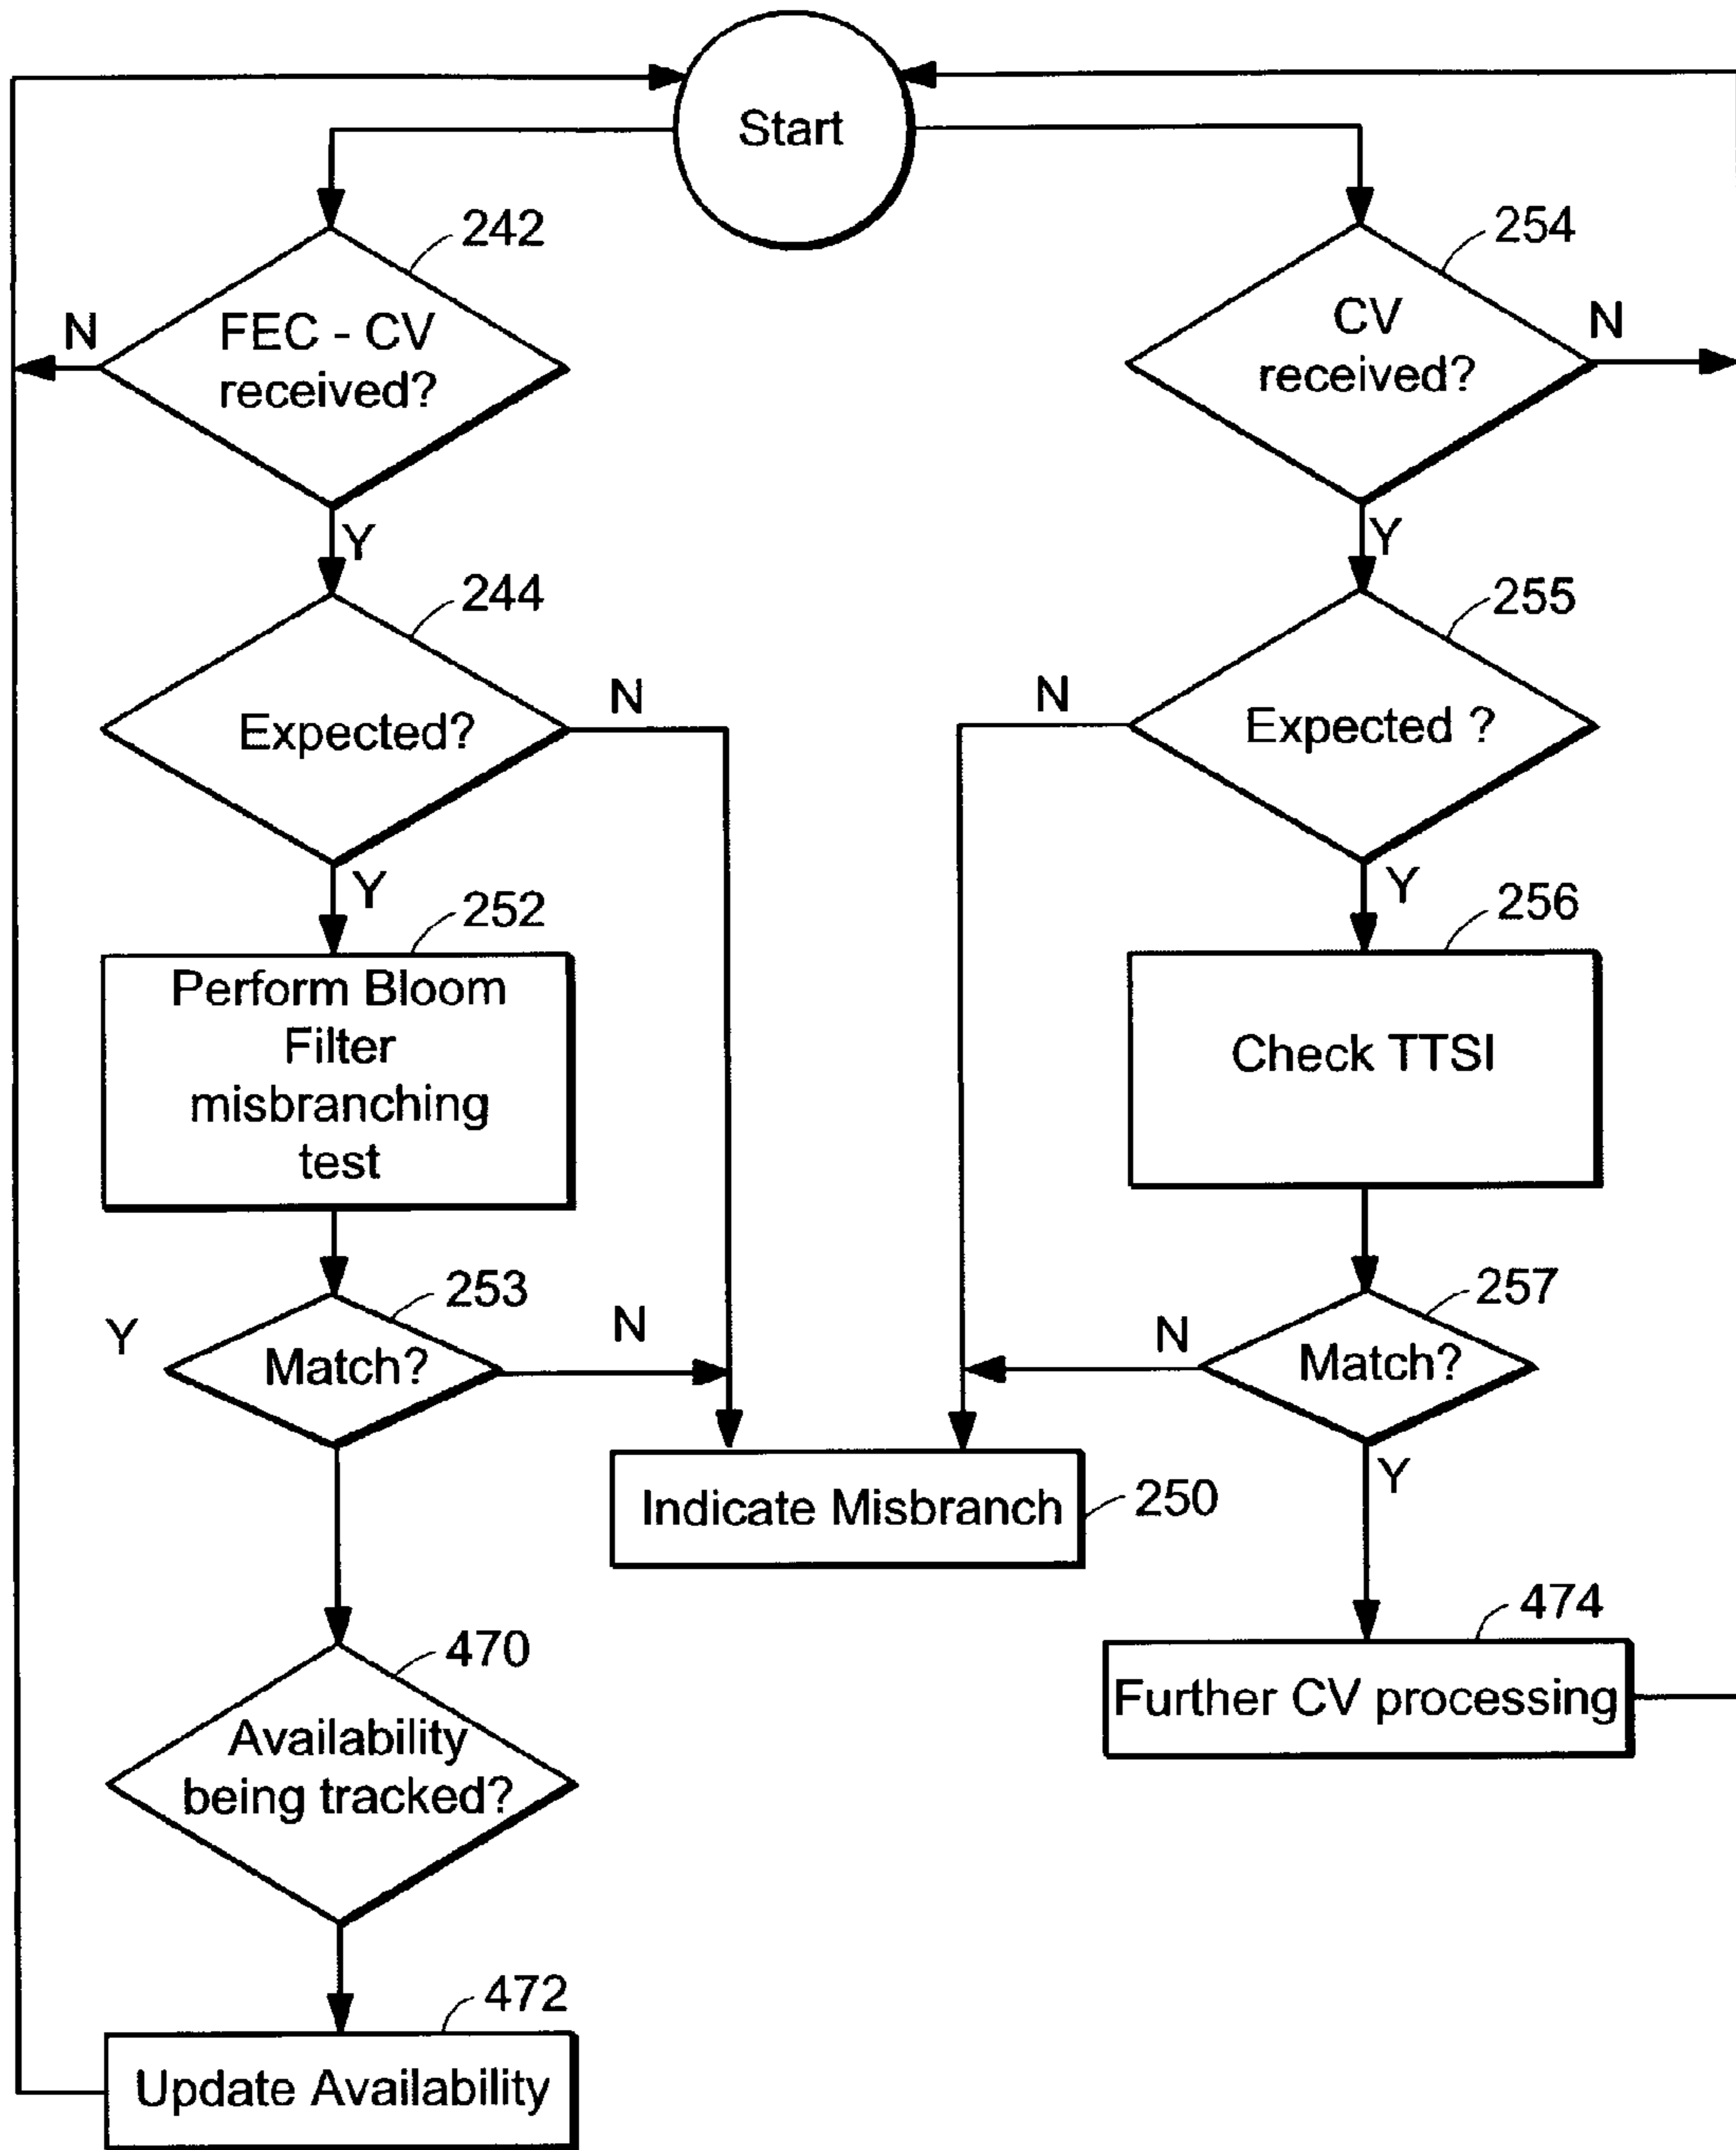 Start
242
FEC - CV
received?
N
Y
254
CV
received?
N
Y
244
Expected?
N
Y
255
Expected ?
N
Y
252
Perform Bloom
Filter
misbranching
test
256
Check TTSI
253
Match?
Y
N
257
Match?
N
Y
Indicate Misbranch
250
470
Availability
being tracked?
474
Further CV processing
472
Update Availability